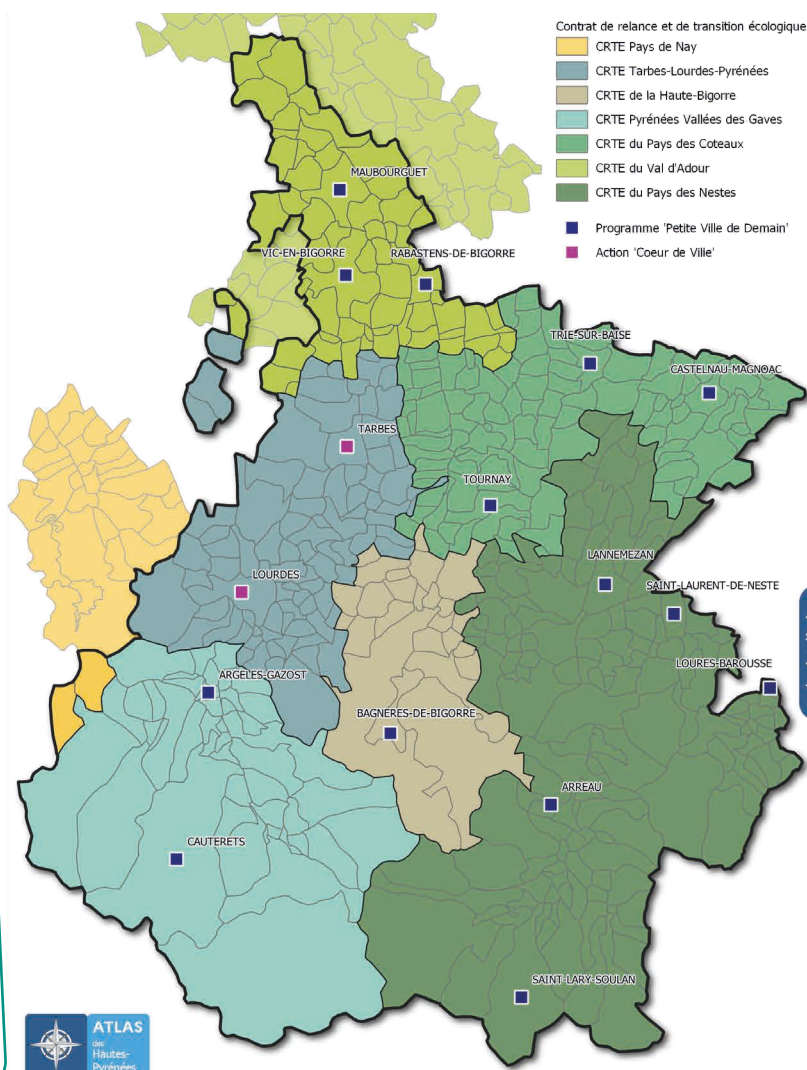 Contrat de relance et de transition écologique
CRTE Pays de Nay
CRTE Tarbes-Lourdes-Pyrénées
CRTE de la Haute-Bigorre
CRTE Pyrénées Vallées des Gaves
CRTE du Pays des Coteaux
CRTE du Val d'Adour
CRTE du Pays des Nestes
Programme 'Petite Ville de Demain'
Action 'Coeur de Ville'
MAUBOURGUET
VIC-EN-BIGORRE
RABASTENS-DE-BIGORRE
TRIE-SUR-BAISE
CASTELNAU-MAGNOAC
TARBES
TOURNAY
LANNEMEZAN
LOURDES
SAINT-LAURENT-DE-NESTE
LOURES-BAROUSSE
ARGELES-GAZOST
BAGNERES-DE-BIGORRE
ARREAU
CAUTERETS
SAINT-LARY-SOULAN
ATLAS
des
Hautes-
Pyrénées